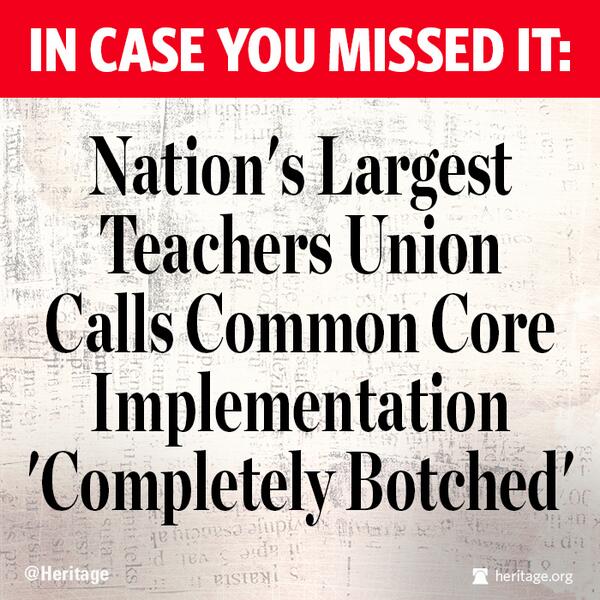 IN CASE YOU MISSED IT:
Nation's Largest
Teachers Union
Calls Common Core
Implementation
'Completely Botched'
@Heritage
heritage.org